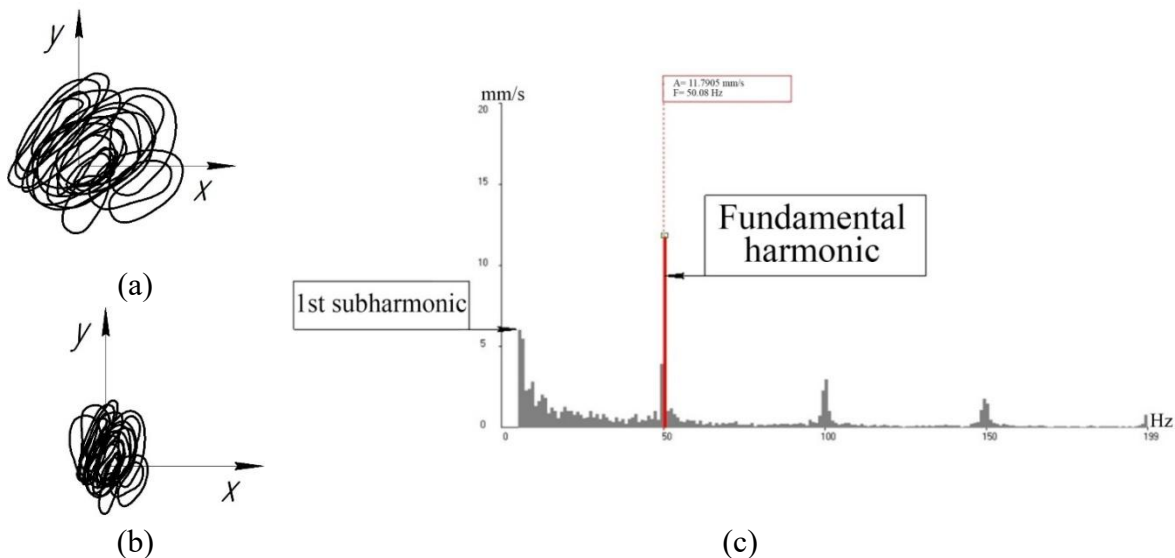 y
x
(a)
y
x
(b)
A= 11.7905 mm/s
F= 50.08 Hz
mm/s
20
15
10
5
0
Fundamental
harmonic
1st subharmonic
0
50
100
150
199
Hz
(c)